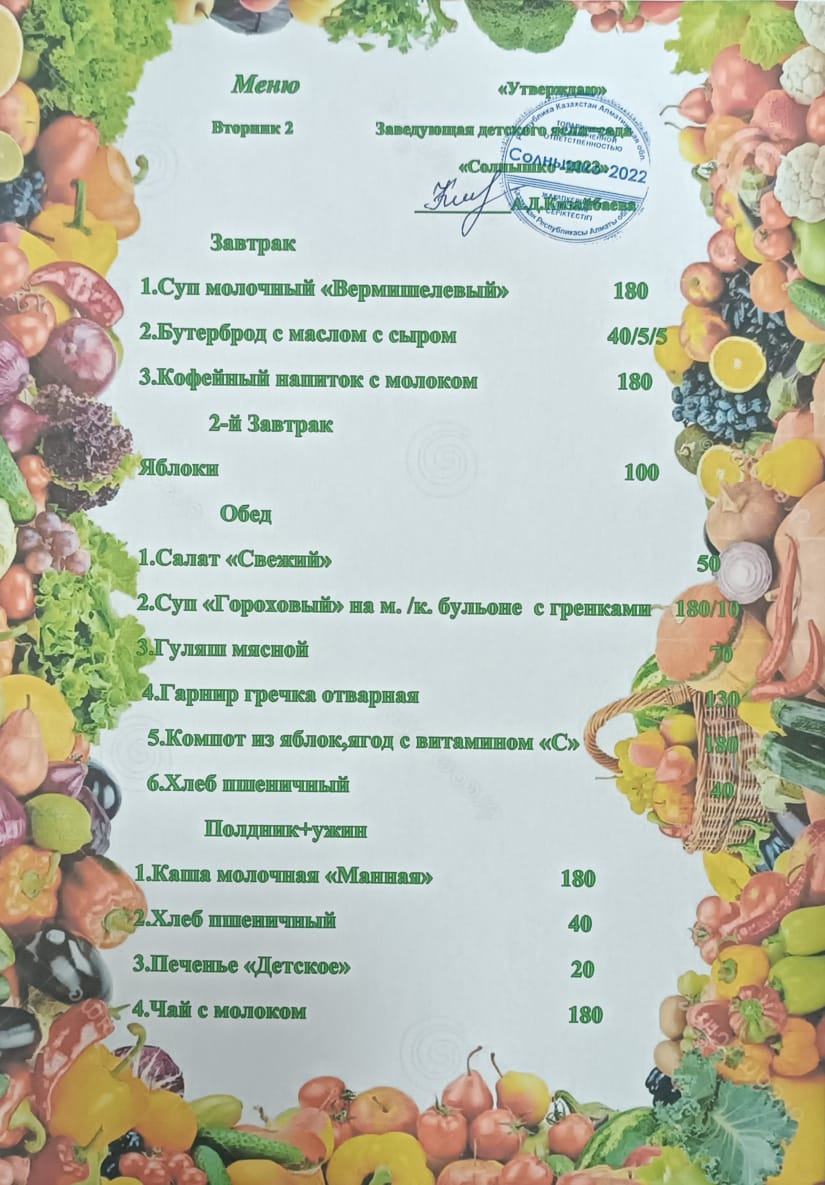 Меню
«Утверждаю»
Вторник 2
Заведующая детского ясли-сада
«Солнышко-2022»
А.Д.
Солнышко-2022
Завтрак
1.Суп молочный «Вермишелевый» 180
2.Бутерброд с маслом с сыром 40/5/5
3.Кофейный напиток с молоком 180
2-й Завтрак
Яблоки 100
Обед
1.Салат «Свежий» 50
2.Суп «Гороховый» на м. /к. бульоне с гренками 180/10
3.Гуляш мясной 70
4.Гарнир гречка отварная 130
5.Компот из яблок,ягод с витамином «С» 180
6.Хлеб пшеничный 40
Полдник+ужин
1.Каша молочная «Манная» 180
2.Хлеб пшеничный 40
3.Печенье «Детское» 20
4.Чай с молоком 180